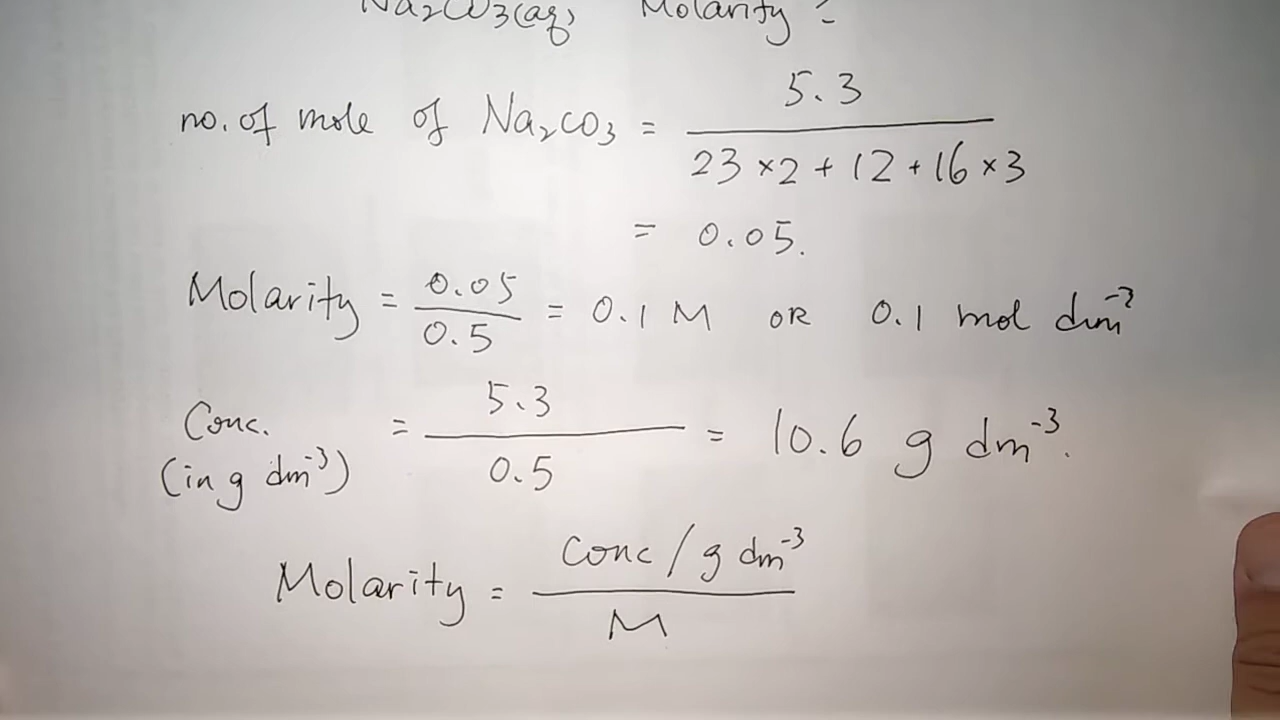 Na₂CO₃(aq) Molarity =
no. of mole of Na₂CO₃ = 5.3 / 23 × 2 + 12 + 16 × 3
= 0.05.
Molarity = 0.05 / 0.5 = 0.1 M OR 0.1 mol dm⁻³
Conc. (in g dm⁻³) = 5.3 / 0.5 = 10.6 g dm⁻³.
Molarity = Conc / g dm⁻³ / M